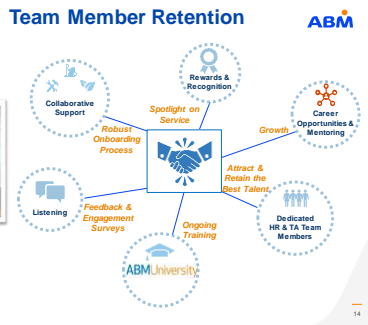 Team Member Retention
ABM
Rewards &
Recognition
Collaborative
Support
Spotlight on
Service
Career
Opportunities &
Mentoring
Robust
Onboarding
Process
Growth
Attract &
Retain the
Best Talent
Listening
Feedback &
Engagement
Surveys
Dedicated
HR & TA Team
Members
Ongoing
Training
ABMUniversity
14